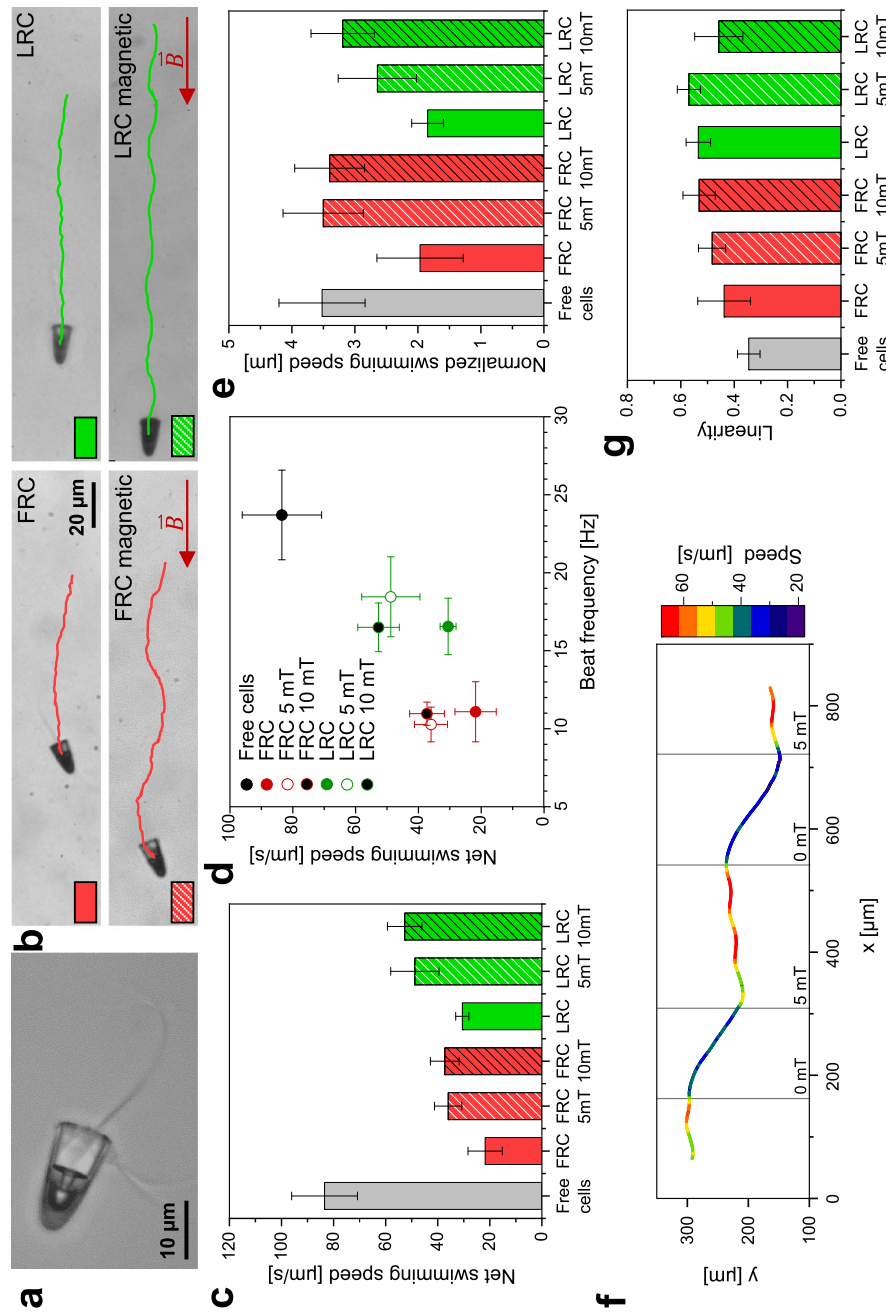 a
10 µm
b
FRC
20 µm
LRC
FRC magnetic
B
LRC magnetic
B
c
Net swimming speed [µm/s]
120
100
80
60
40
20
0
Free cells
FRC
FRC 5mT
FRC 10mT
LRC
LRC 5mT
LRC 10mT
d
Net swimming speed [µm/s]
100
80
60
40
20
0
Free cells
FRC
FRC 5 mT
FRC 10 mT
LRC
LRC 5 mT
LRC 10 mT
5
10
15
20
25
30
Beat frequency [Hz]
e
Normalized swimming speed [µm]
5
4
3
2
1
0
Free cells
FRC
FRC 5mT
FRC 10mT
LRC
LRC 5mT
LRC 10mT
f
y [µm]
300
200
100
0 mT
5 mT
0 mT
5 mT
0
200
400
600
800
x [µm]
Speed [µm/s]
60
40
20
g
Linearity
0.8
0.6
0.4
0.2
0.0
Free cells
FRC
FRC 5mT
FRC 10mT
LRC
LRC 5mT
LRC 10mT